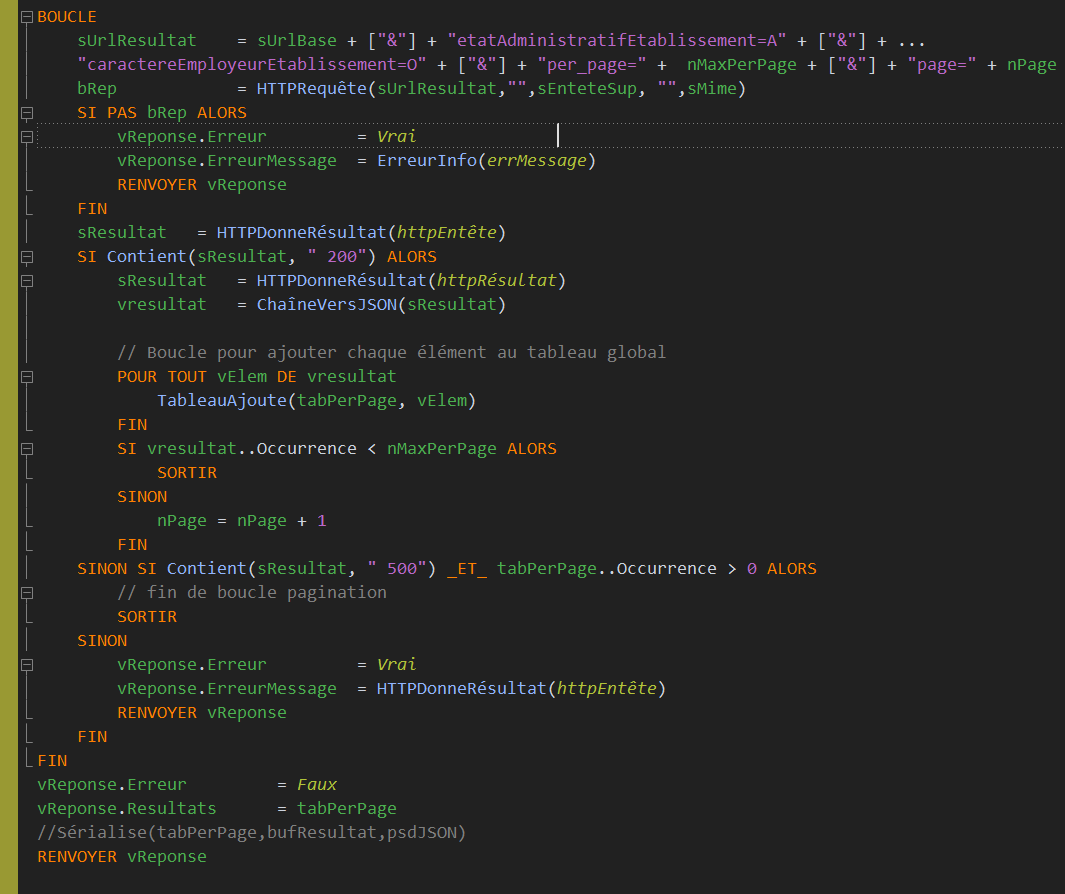 BOUCLE
sUrlResultat = sUrlBase + ["&"] + "etatAdministratifEtablissement=A" + ["&"] + ...
"caractereEmployeurEtablissement=O" + ["&"] + "per_page=" + nMaxPerPage + ["&"] + "page=" + nPage
bRep = HTTPRequête(sUrlResultat,"",sEnteteSup, "",sMime)
SI PAS bRep ALORS
vReponse.Erreur = Vrai
vReponse.ErreurMessage = ErreurInfo(errMessage)
RENVOYER vReponse
FIN
sResultat = HTTPDonneRésultat(httpEntête)
SI Contient(sResultat, " 200") ALORS
sResultat = HTTPDonneRésultat(httpRésultat)
vresultat = ChaîneVersJSON(sResultat)
// Boucle pour ajouter chaque élément au tableau global
POUR TOUT vElem DE vresultat
TableauAjoute(tabPerPage, vElem)
FIN
SI vresultat..Occurrence < nMaxPerPage ALORS
SORTIR
SINON
nPage = nPage + 1
FIN
SINON SI Contient(sResultat, " 500") _ET_ tabPerPage..Occurrence > 0 ALORS
// fin de boucle pagination
SORTIR
SINON
vReponse.Erreur = Vrai
vReponse.ErreurMessage = HTTPDonneRésultat(httpEntête)
RENVOYER vReponse
FIN
FIN
vReponse.Erreur = Faux
vReponse.Resultats = tabPerPage
//Sérialise(tabPerPage,bufResultat,psdJSON)
RENVOYER vReponse